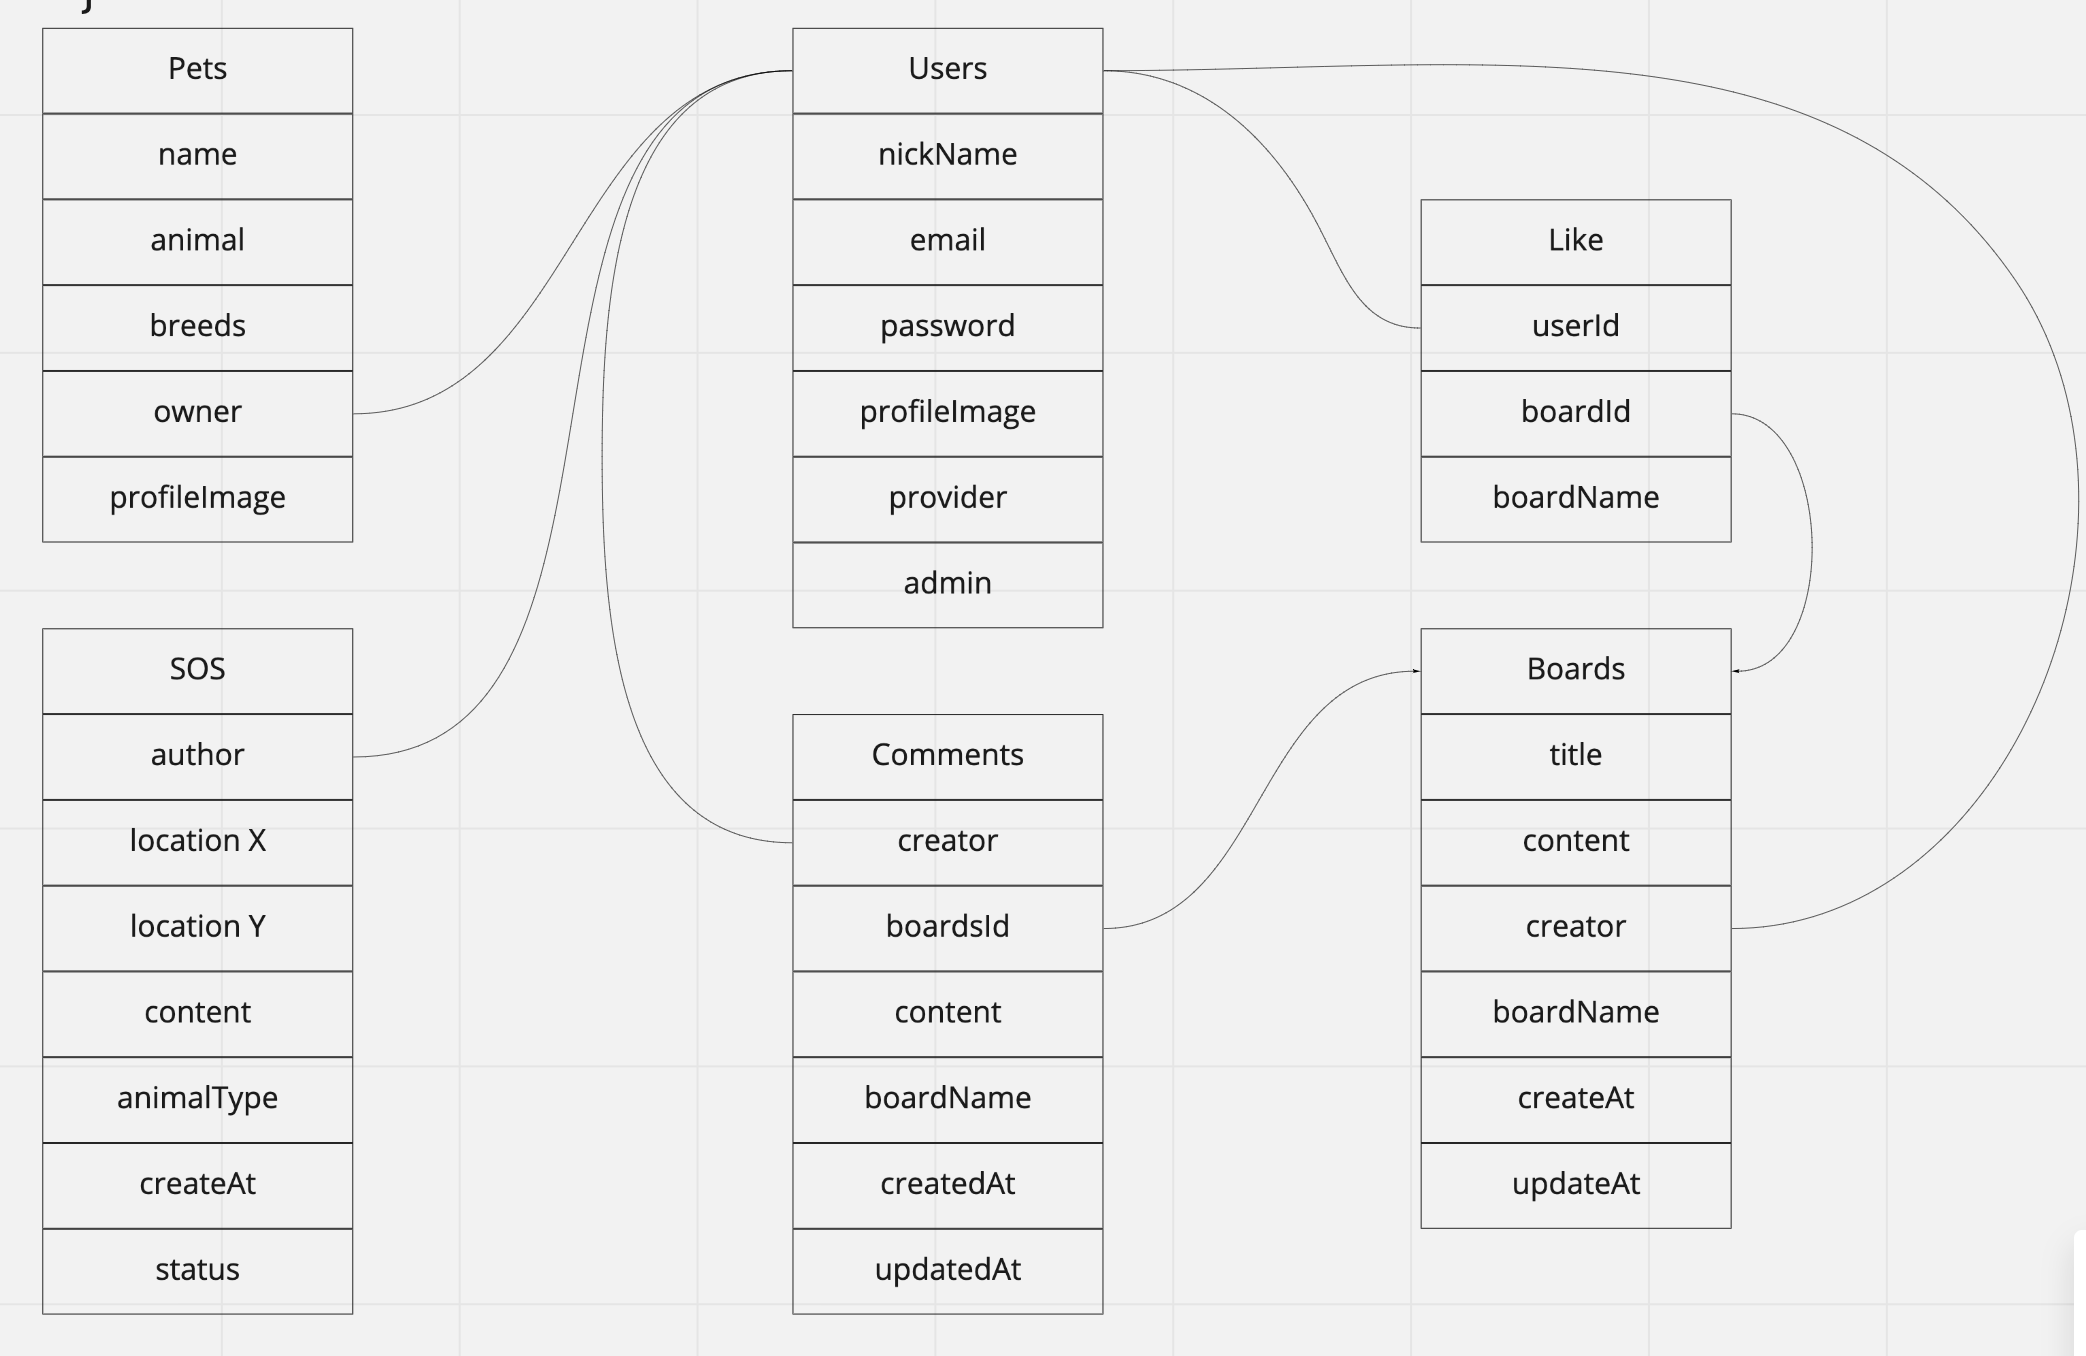 Pets
name
animal
breeds
owner
profileImage
Users
nickName
email
password
profileImage
provider
admin
Like
userId
boardId
boardName
SOS
author
location X
location Y
content
animalType
createAt
status
Comments
creator
boardsId
content
boardName
createdAt
updatedAt
Boards
title
content
creator
boardName
createAt
updateAt